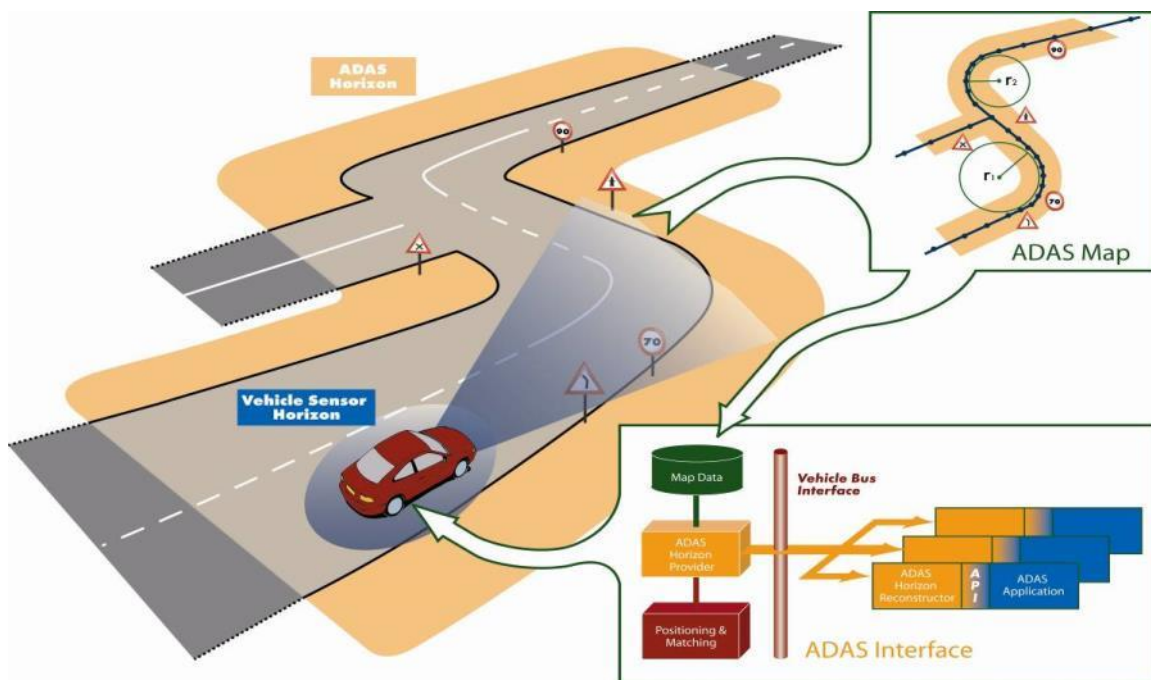 ADAS
Horizon
90
r2
90
r1
70
ADAS Map
70
Vehicle Sensor
Horizon
Map Data
Vehicle Bus
Interface
ADAS
Horizon
Provider
ADAS
Horizon
Reconstructor
API
ADAS
Application
Positioning &
Matching
ADAS Interface